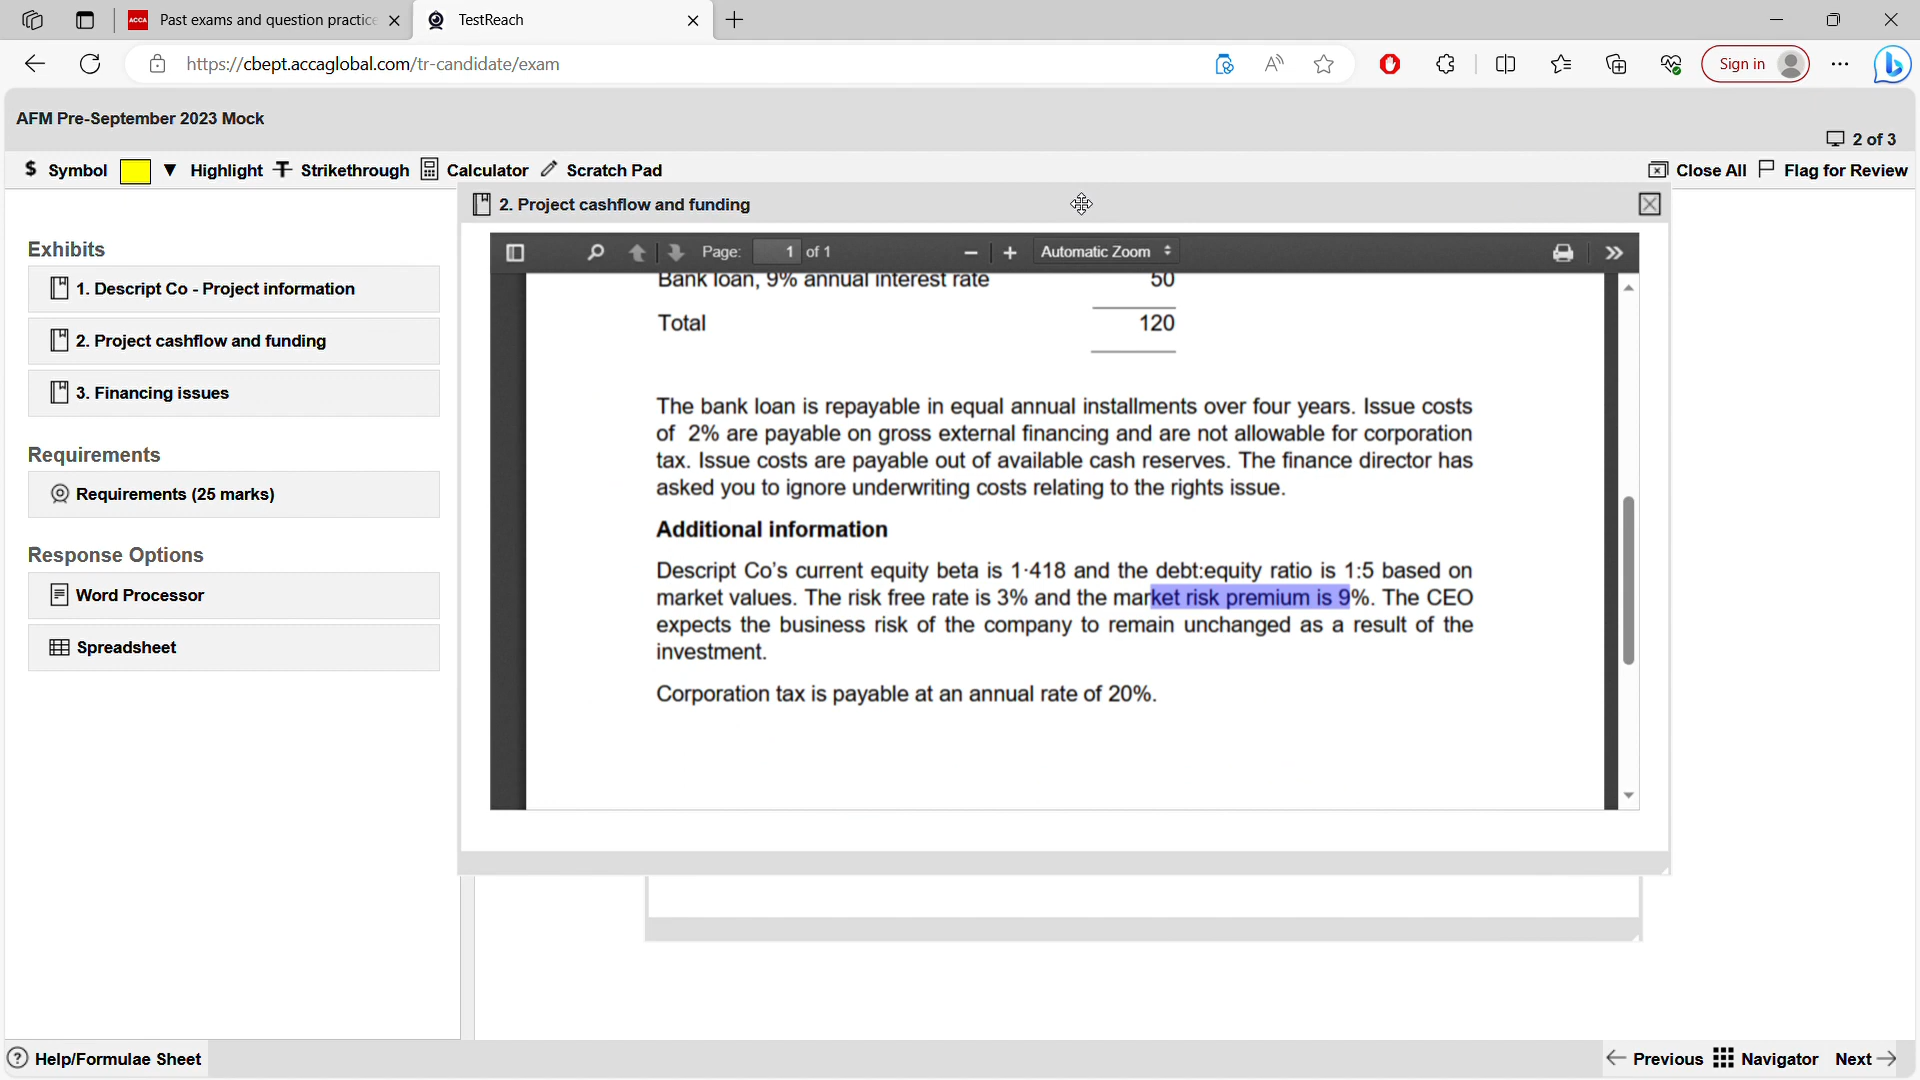 Past exams and question practice
TestReach
https://cbept.accaglobal.com/tr-candidate/exam
Sign in
AFM Pre-September 2023 Mock
2 of 3
$ Symbol
Highlight
Strikethrough
Calculator
Scratch Pad
Close All
Flag for Review
2. Project cashflow and funding
Exhibits
1. Descript Co - Project information
2. Project cashflow and funding
3. Financing issues
Requirements
Requirements (25 marks)
Response Options
Word Processor
Spreadsheet
Page: 1 of 1
Automatic Zoom
Bank loan, 9% annual interest rate 50
Total 120
The bank loan is repayable in equal annual installments over four years. Issue costs
of 2% are payable on gross external financing and are not allowable for corporation
tax. Issue costs are payable out of available cash reserves. The finance director has
asked you to ignore underwriting costs relating to the rights issue.
Additional information
Descript Co's current equity beta is 1·418 and the debt:equity ratio is 1:5 based on
market values. The risk free rate is 3% and the market risk premium is 9%. The CEO
expects the business risk of the company to remain unchanged as a result of the
investment.
Corporation tax is payable at an annual rate of 20%.
Help/Formulae Sheet
Previous
Navigator
Next